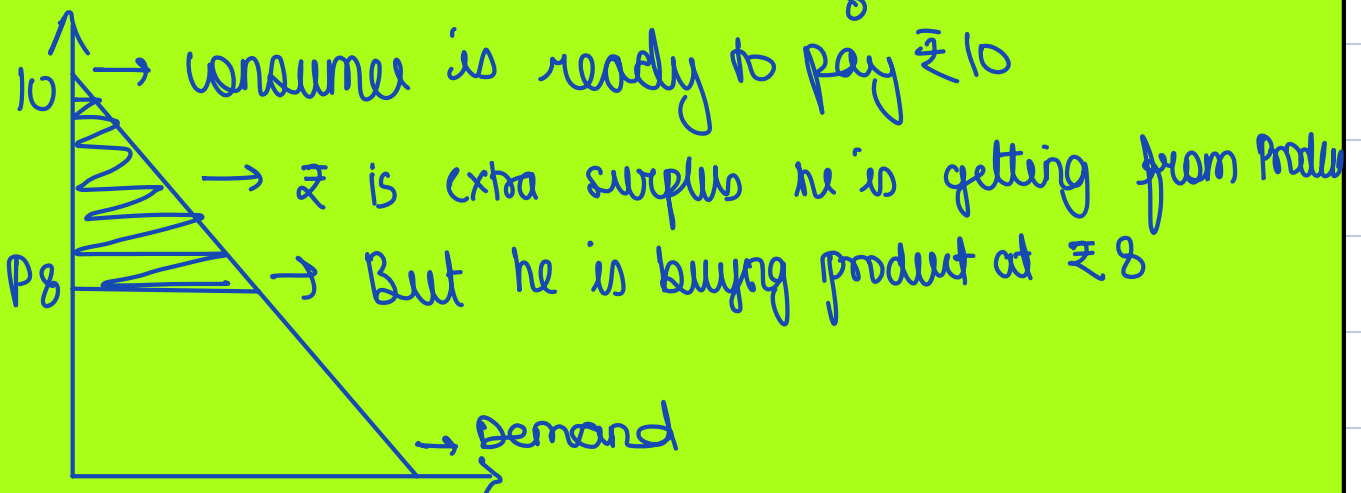 10 → consumer is ready to pay ₹10
→ ₹ is extra surplus he is getting from
P8 → But he is buying product at ₹8
→ Demand